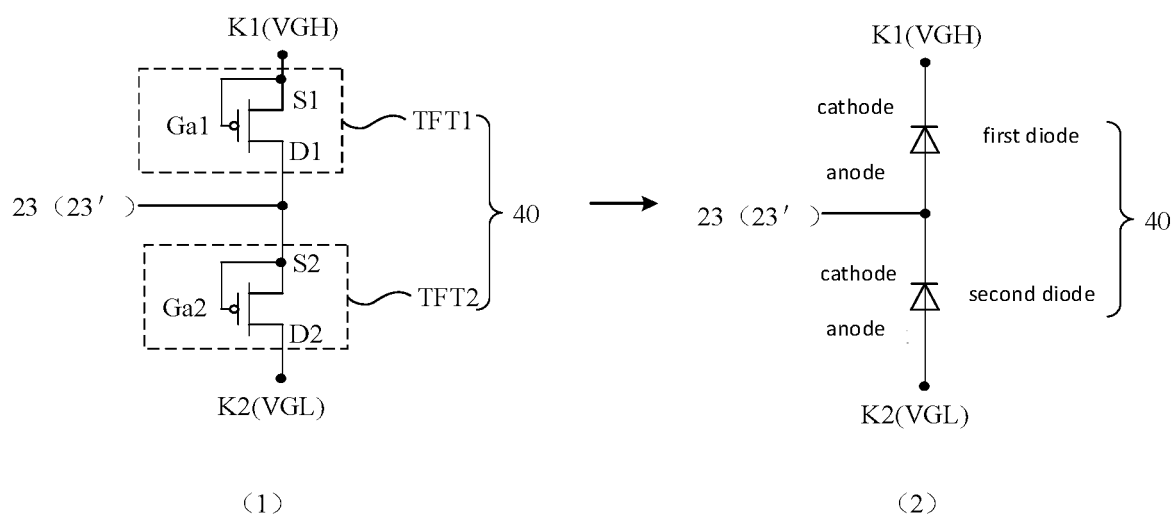 K1(VGH)
S1
Ga1
TFT1
D1
23（23′）
40
S2
Ga2
TFT2
D2
K2(VGL)
（1）
K1(VGH)
cathode
first diode
anode
23（23′）
40
cathode
second diode
anode
K2(VGL)
（2）